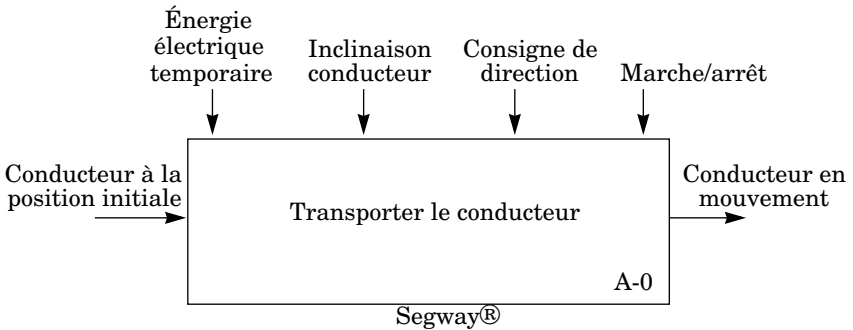 Énergie
électrique
temporaire
Inclinaison
conducteur
Consigne de
direction
Marche/arrêt
Conducteur à la
position initiale
Transporter le conducteur
Conducteur en
mouvement
A-0
Segway®